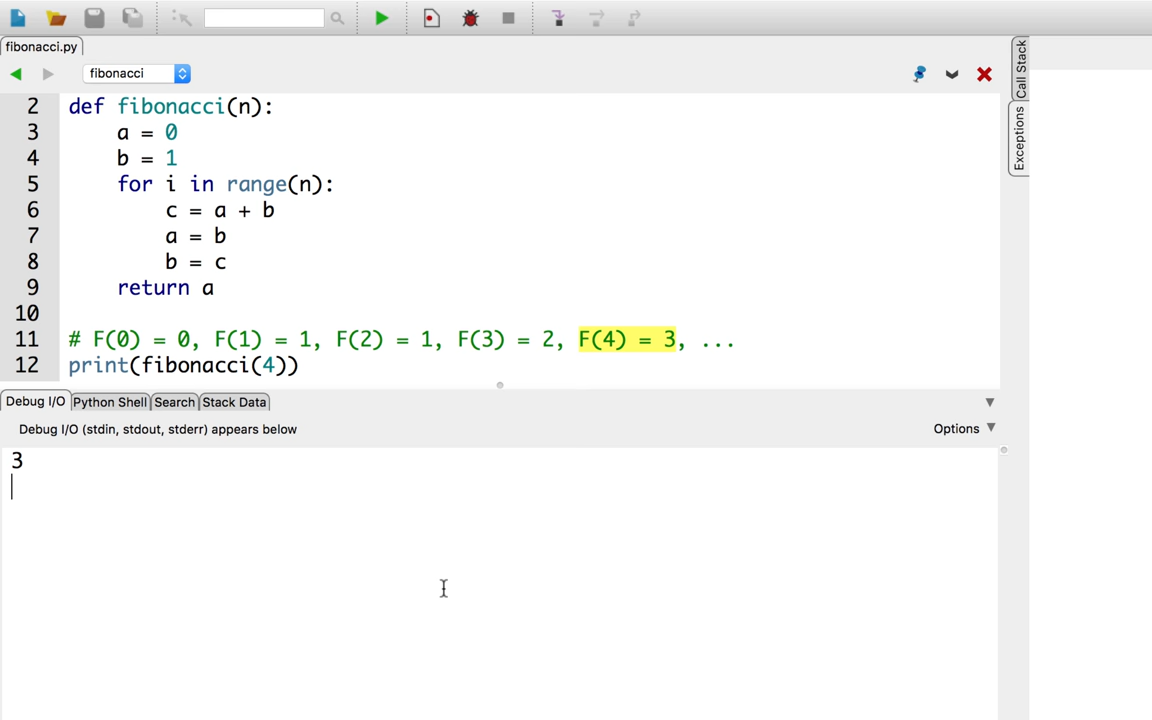 fibonacci.py
fibonacci
Call Stack
Exceptions
2 def fibonacci(n):
3     a = 0
4     b = 1
5     for i in range(n):
6         c = a + b
7         a = b
8         b = c
9     return a
10
11 # F(0) = 0, F(1) = 1, F(2) = 1, F(3) = 2, F(4) = 3, ...
12 print(fibonacci(4))
Debug I/O Python Shell Search Stack Data
Debug I/O (stdin, stdout, stderr) appears below Options
3